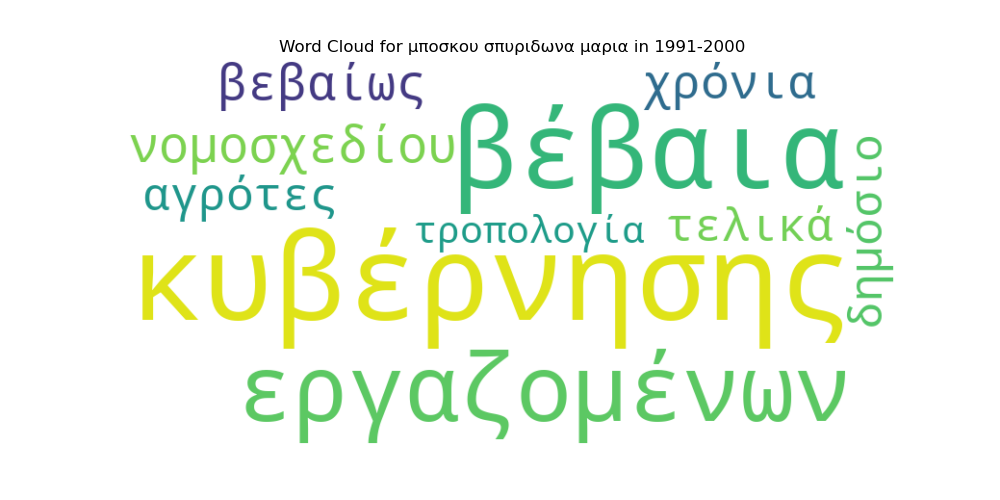 Word Cloud for μποσκου σπυριδωνα μαρια in 1991-2000
βεβαίως
χρόνια
βέβαια
νομοσχεδίου
αγρότες
τροπολογία
τελικά
δημόσιο
κυβέρνησης
εργαζομένων